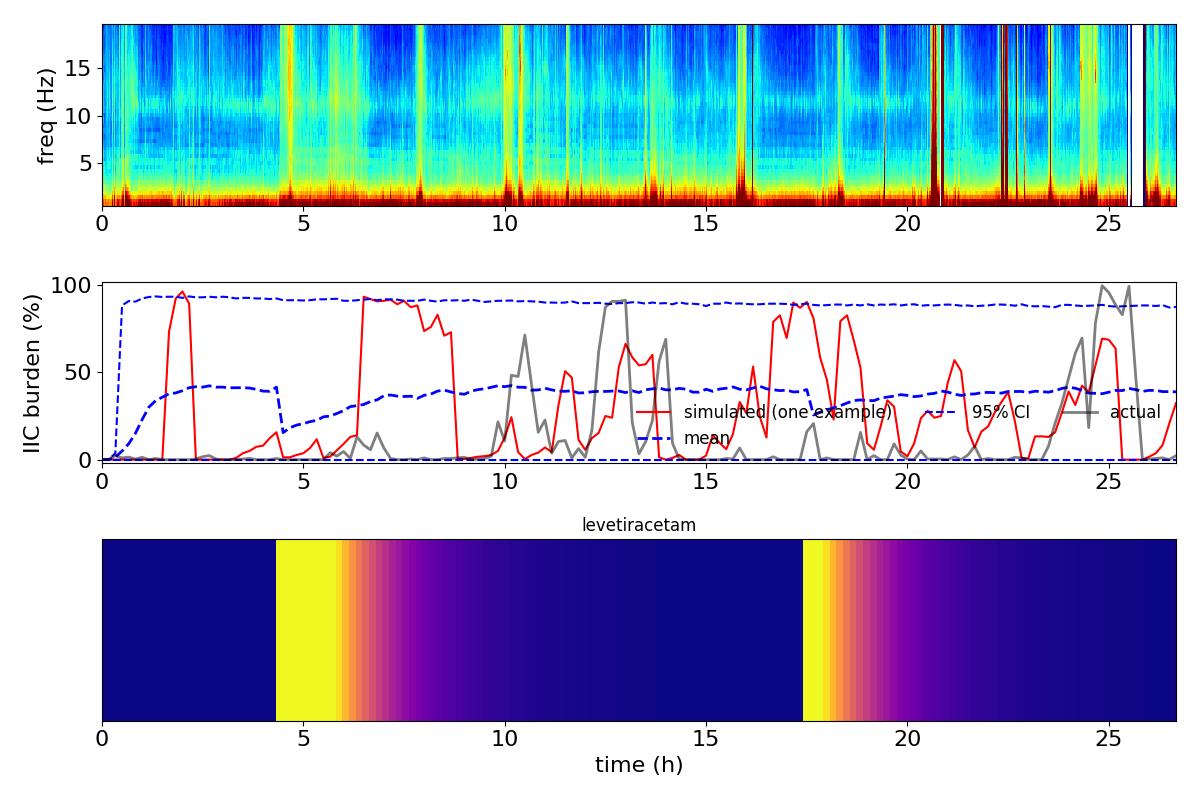 15
10
5
freq (Hz)
0 5 10 15 20 25
100
50
0
IIC burden (%)
simulated (one example) 95% CI actual
mean
0 5 10 15 20 25
levetiracetam
0 5 10 15 20 25
time (h)